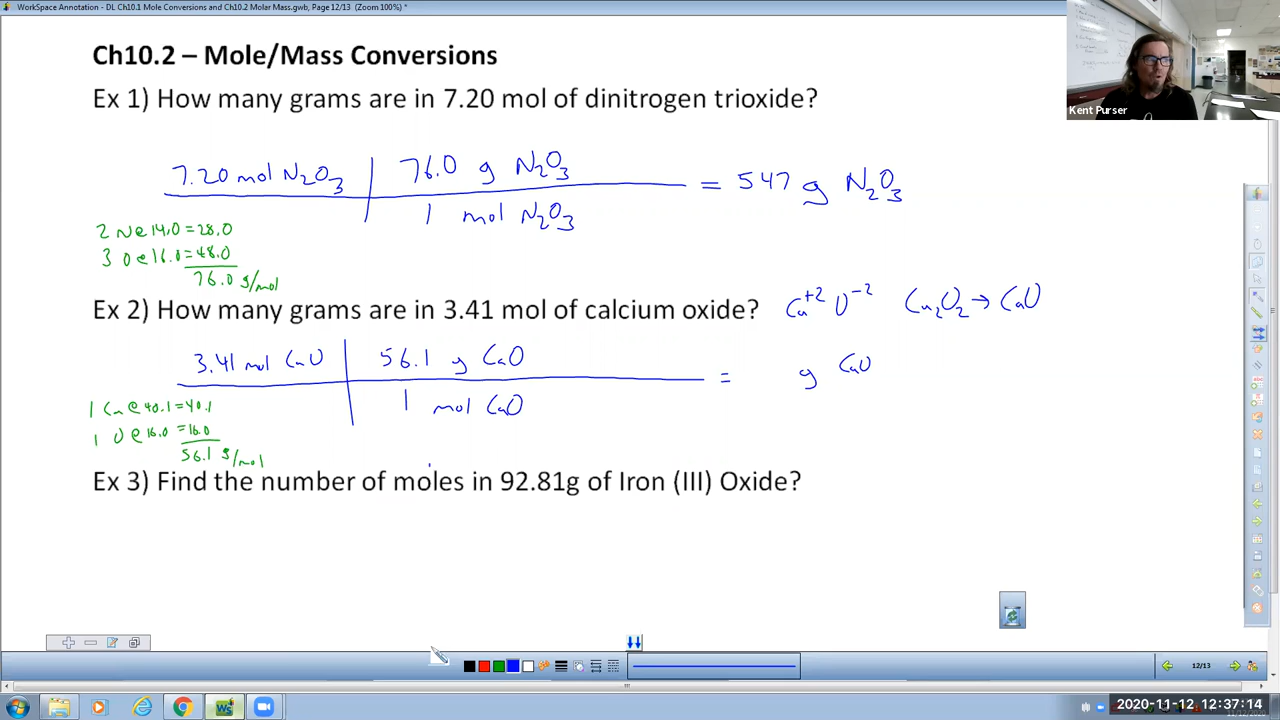 WorkSpace Annotation - DL Ch10.1 Mole Conversions and Ch10.2 Molar Mass.gwb, Page 12/13 (Zoom 100%) *
Kent Purser
Ch10.2 – Mole/Mass Conversions
Ex 1) How many grams are in 7.20 mol of dinitrogen trioxide?
7.20 mol N2O3 | 76.0 g N2O3 = 547 g N2O3
1 mol N2O3
2 N @ 14.0 = 28.0
3 O @ 16.0 = 48.0
76.0 g/mol
Ex 2) How many grams are in 3.41 mol of calcium oxide? Ca+2 O-2 Ca2O2 → CaO
3.41 mol CaO | 56.1 g CaO = g CaO
1 mol CaO
1 Ca @ 40.1 = 40.1
1 O @ 16.0 = 16.0
56.1 g/mol
Ex 3) Find the number of moles in 92.81g of Iron (III) Oxide?
12/13
2020-11-12 12:37:14